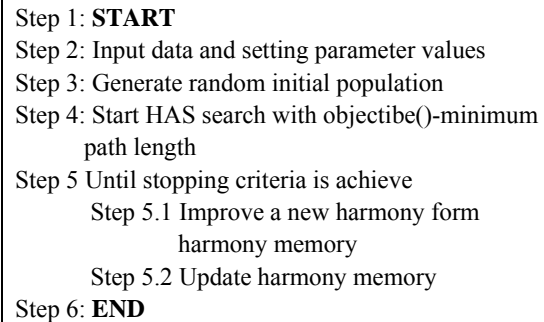 Step 1: START
Step 2: Input data and setting parameter values
Step 3: Generate random initial population
Step 4: Start HAS search with objectibe()-minimum
path length
Step 5 Until stopping criteria is achieve
Step 5.1 Improve a new harmony form
harmony memory
Step 5.2 Update harmony memory
Step 6: END